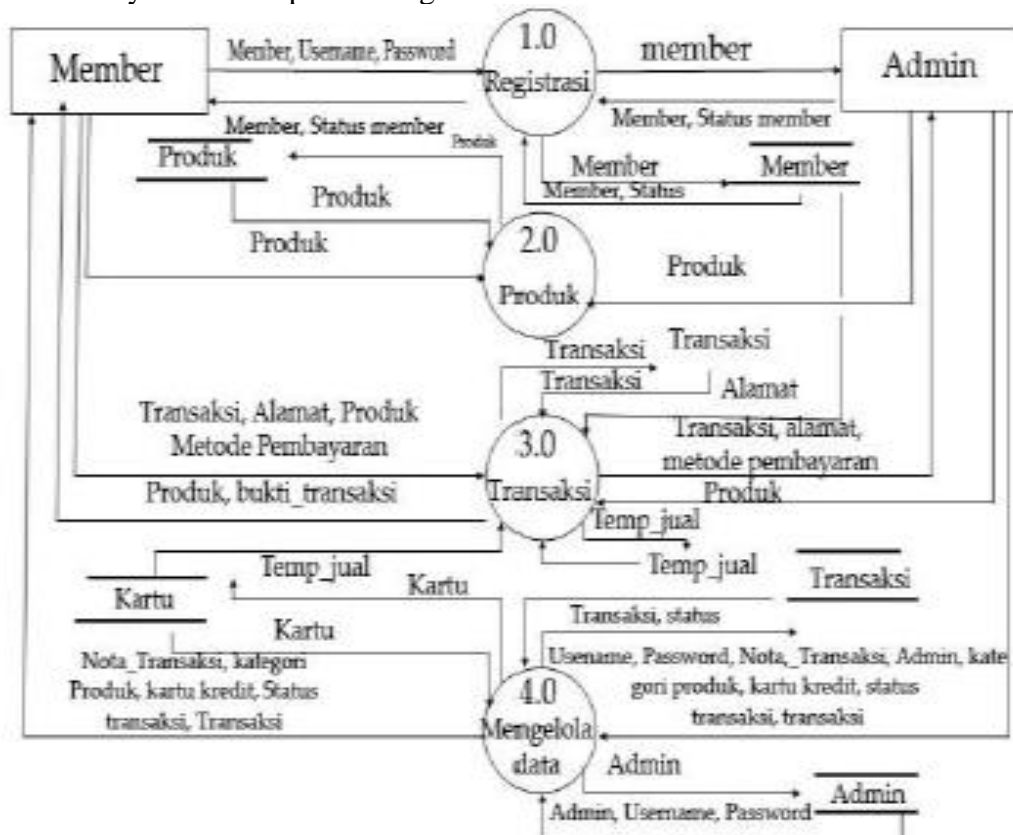 Member
Member, Username, Password
1.0
Registrasi
member
Admin
Member, Status member
Member, Status member
Produk
Produk
Member
Member
Member, Status
Produk
Produk
2.0
Produk
Produk
Transaksi
Transaksi
Transaksi
Alamat
Transaksi, Alamat, Produk
Metode Pembayaran
3.0
Transaksi
Transaksi, alamat,
metode pembayaran
Produk
Produk, bukti_transaksi
Temp_jual
Temp_jual
Temp_jual
Transaksi
Kartu
Kartu
Kartu
Transaksi, status
Nota_Transaksi, kategori
Produk, kartu kredit, Status
transaksi, Transaksi
Usename, Password, Nota_Transaksi, Admin, kate
gori produk, kartu kredit, status
transaksi, transaksi
4.0
Mengelola
data
Admin
Admin
Admin, Username, Password